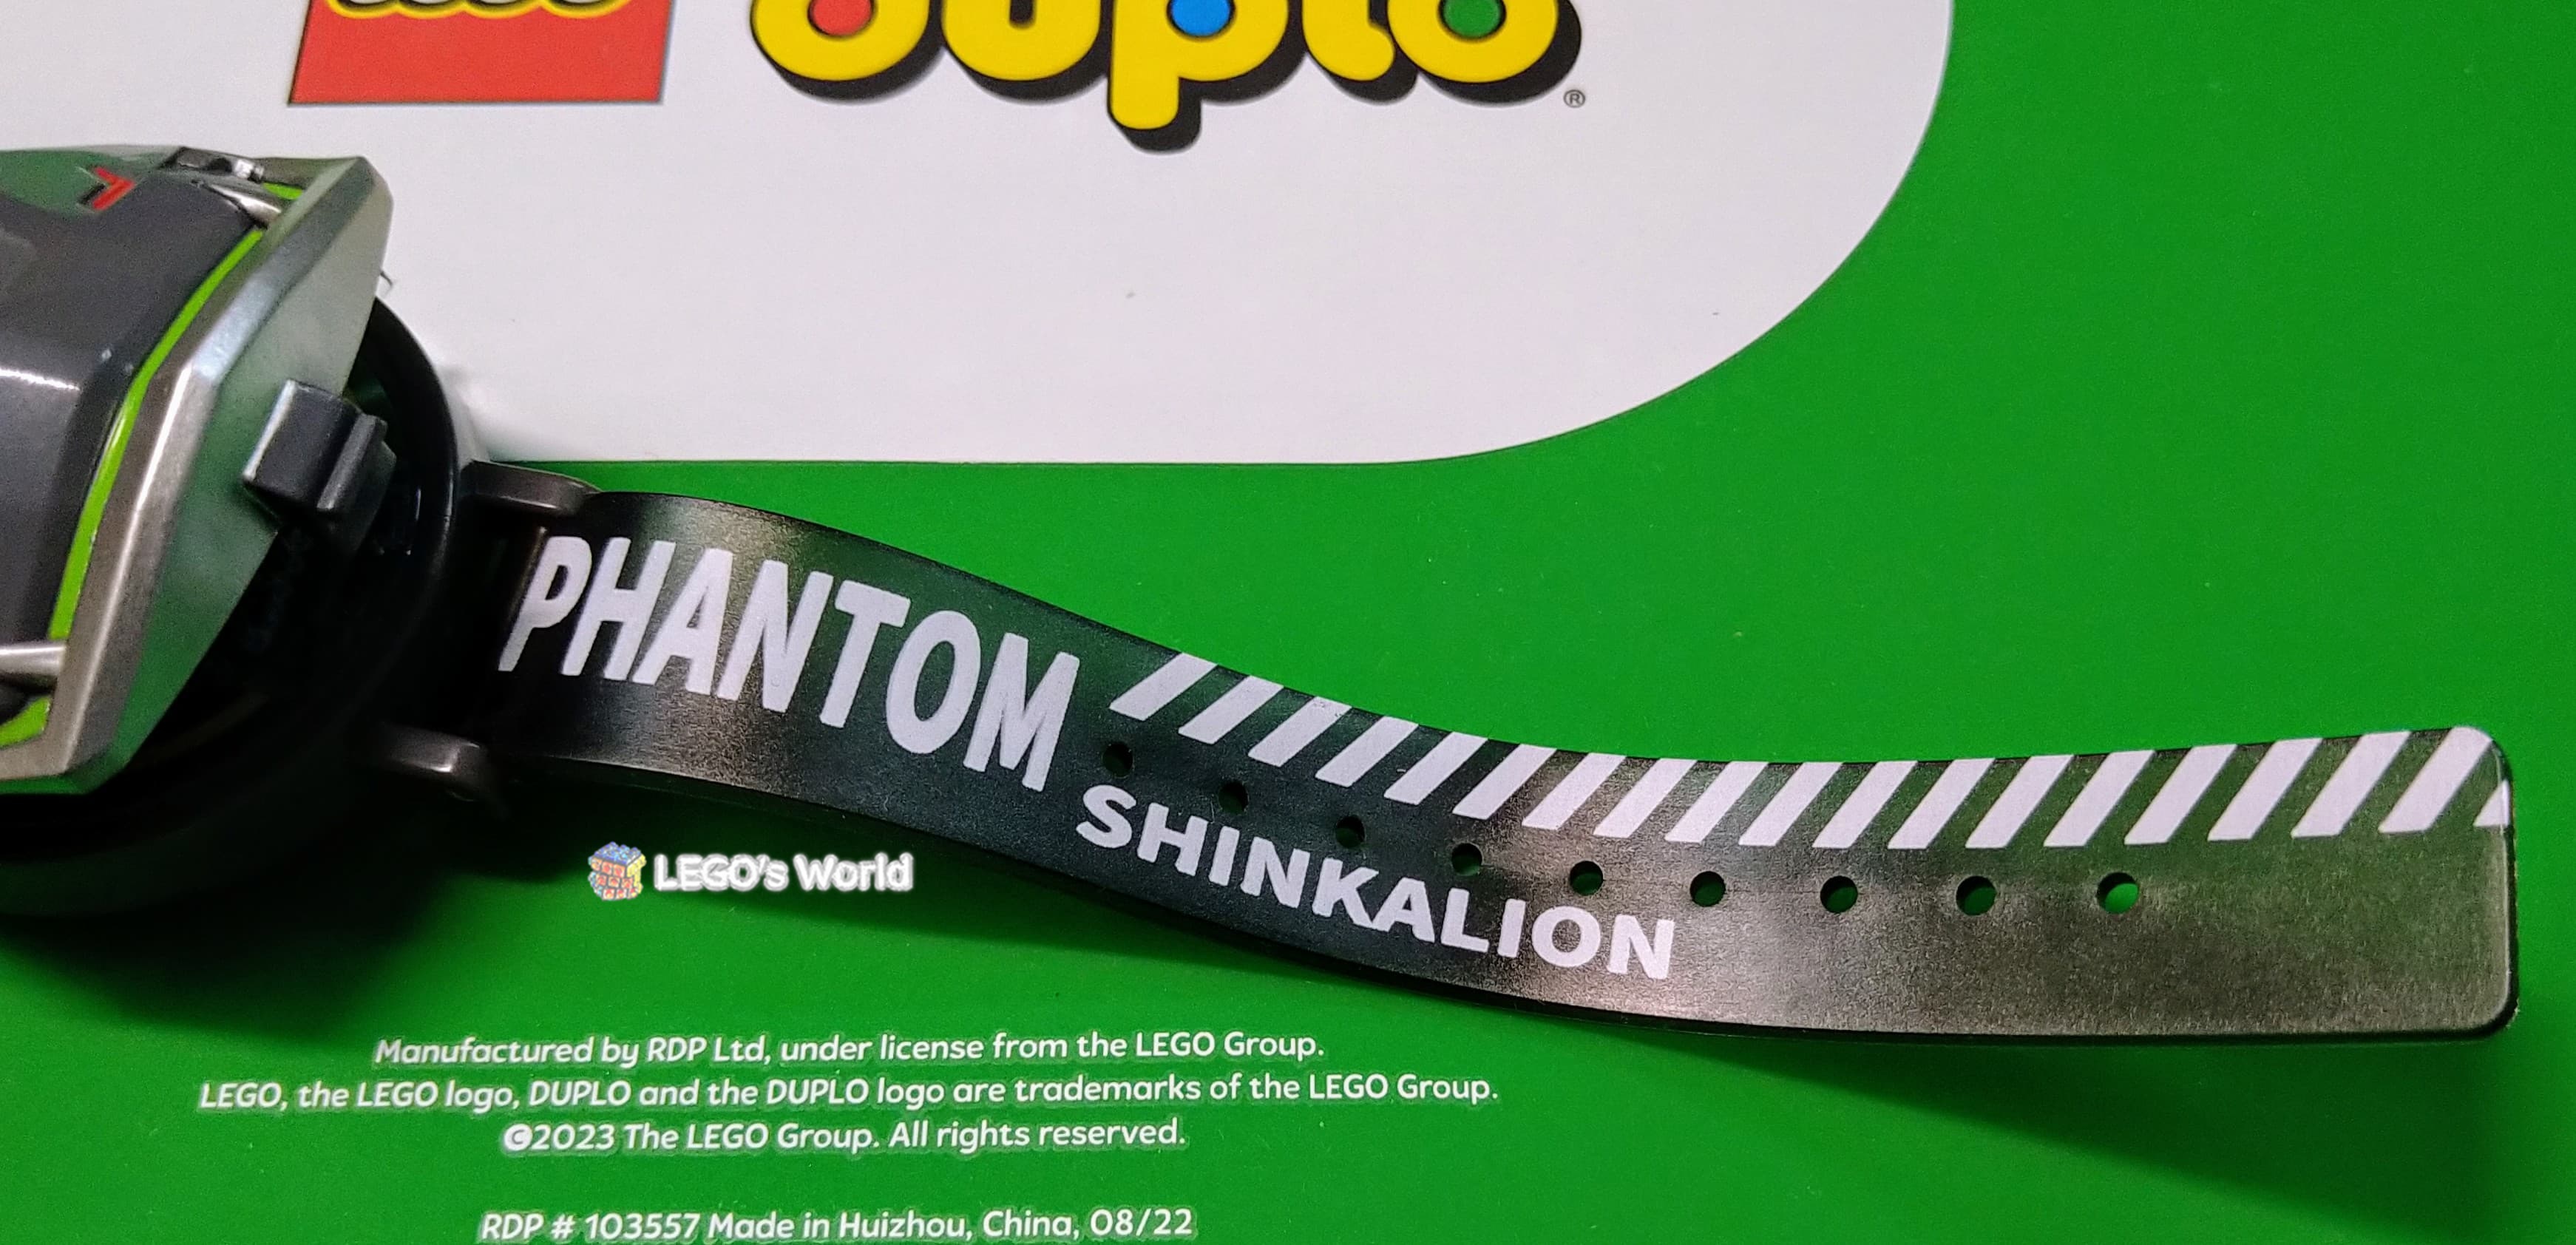 duplo
®
PHANTOM
SHINKALION
LEGO's World
Manufactured by RDP Ltd, under license from the LEGO Group.
LEGO, the LEGO logo, DUPLO and the DUPLO logo are trademarks of the LEGO Group.
©2023 The LEGO Group. All rights reserved.
RDP # 103557 Made in Huizhou, China, 08/22